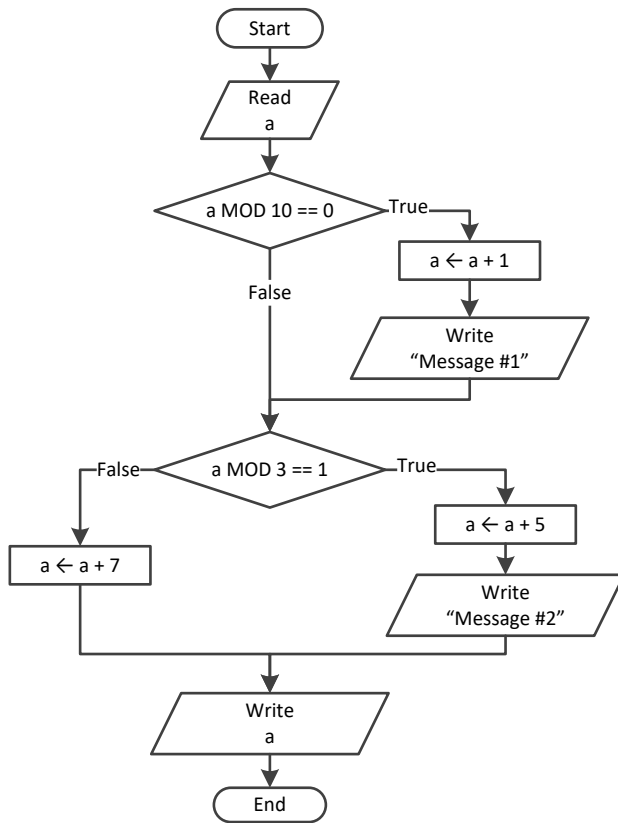 Start
Read
a
a MOD 10 == 0
True
a ← a + 1
False
Write
“Message #1”
False
a MOD 3 == 1
True
a ← a + 5
a ← a + 7
Write
“Message #2”
Write
a
End